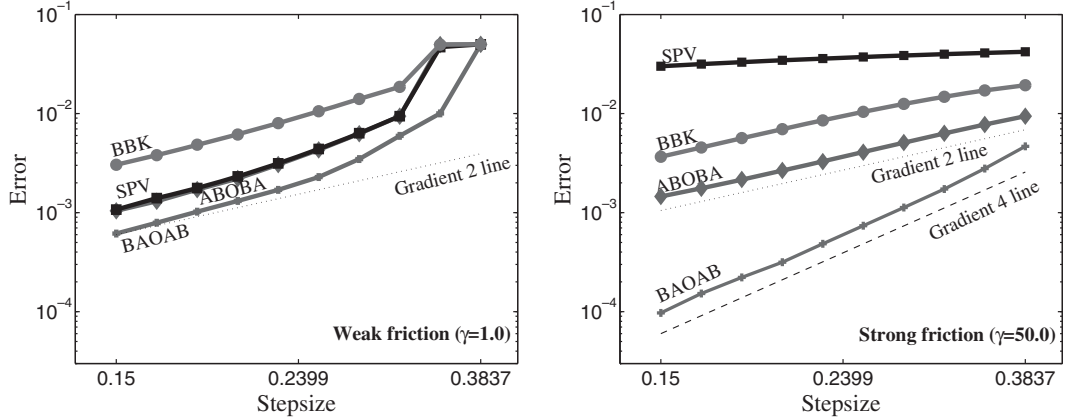 10⁻¹
10⁻²
10⁻³
10⁻⁴
Error
BBK
SPV
ABOBA
BAOAB
Gradient 2 line
Weak friction (γ=1.0)
0.15
0.2399
0.3837
Stepsize
10⁻¹
10⁻²
10⁻³
10⁻⁴
Error
SPV
BBK
ABOBA
Gradient 2 line
Gradient 4 line
BAOAB
Strong friction (γ=50.0)
0.15
0.2399
0.3837
Stepsize